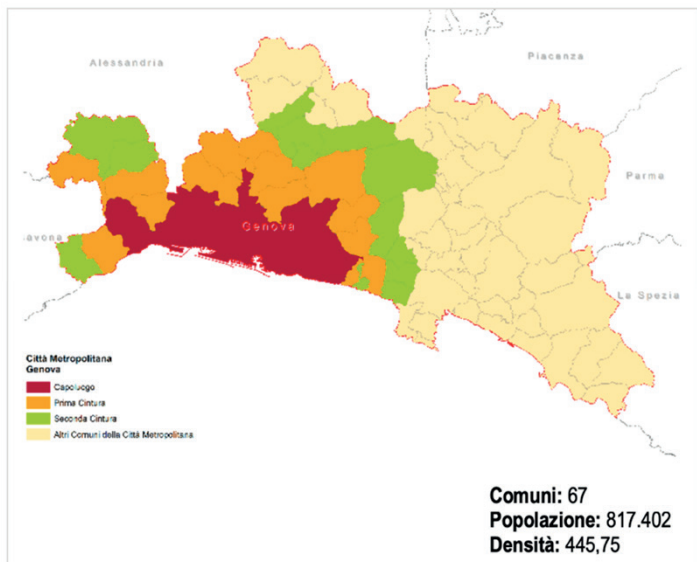 Alessandria
Piacenza
Parma
avona
Genova
La Spezia
Città Metropolitana
Genova
Capoluogo
Prima Cintura
Seconda Cintura
Altri Comuni della Città Metropolitana
Comuni: 67
Popolazione: 817.402
Densità: 445,75